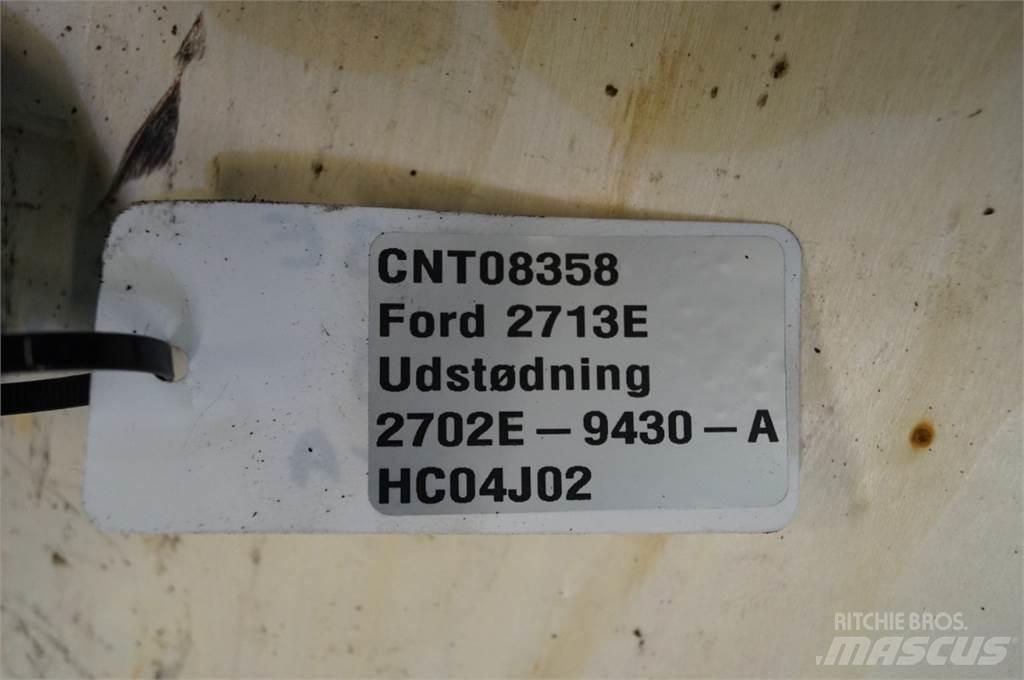 CNT08358
Ford 2713E
Udstødning
2702E – 9430 – A
HC04J02
RITCHIE BROS.
MASCUS